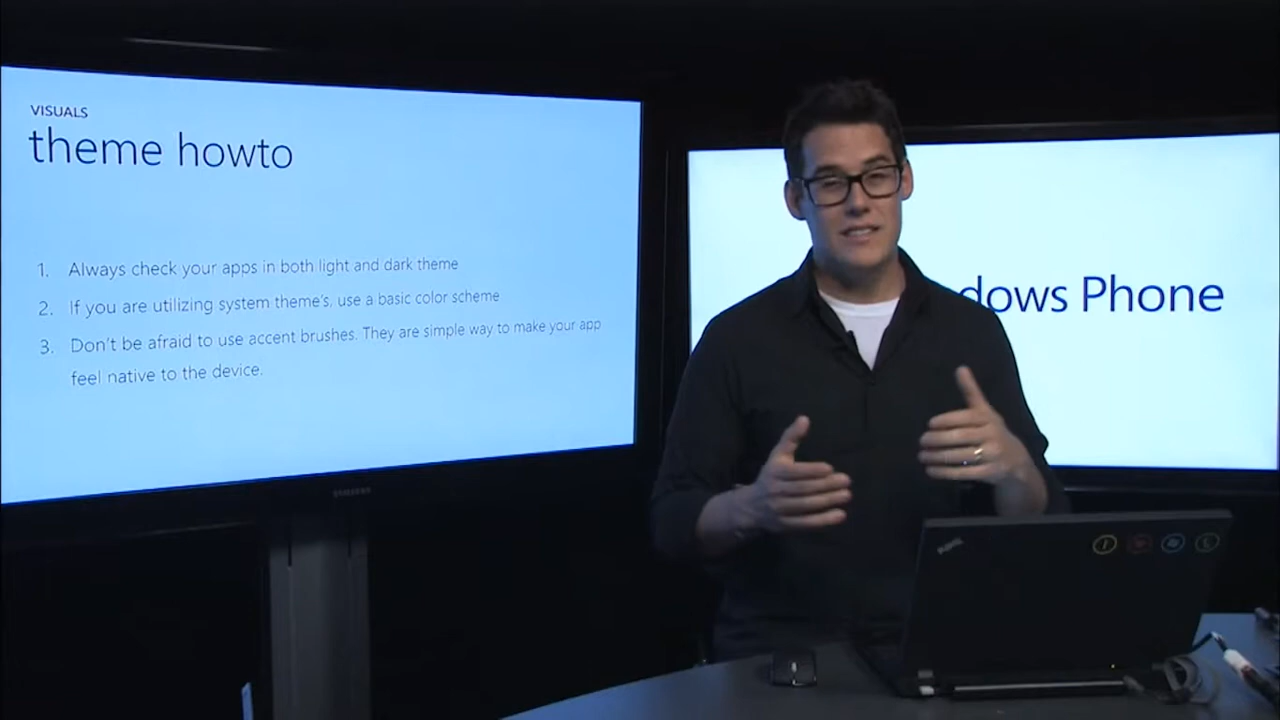 VISUALS
theme howto
1. Always check your apps in both light and dark theme
2. If you are utilizing system theme's, use a basic color scheme
3. Don't be afraid to use accent brushes. They are simple way to make your app
feel native to the device.
dows Phone
SAMSUNG
ThinkPad